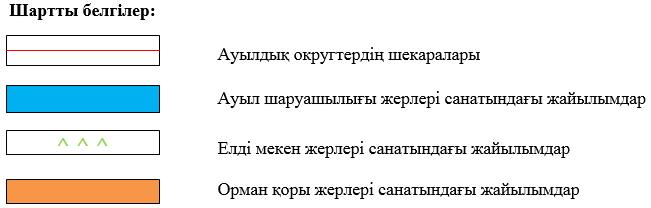 Шартты белгілер:
Ауылдық округтердің шекаралары
Ауыл шаруашылығы жерлері санатындағы жайылымдар
Елді мекен жерлері санатындағы жайылымдар
Орман қоры жерлері санатындағы жайылымдар